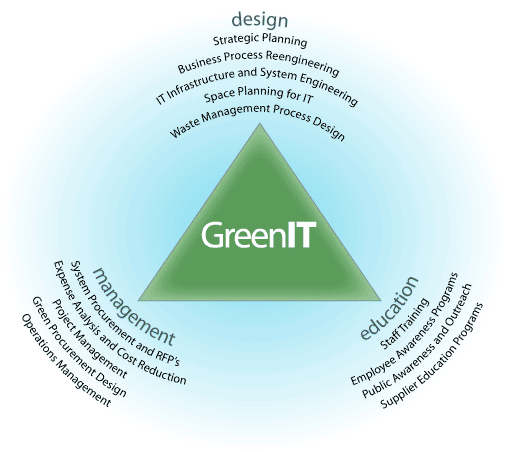 design
Strategic Planning
Business Process Reengineering
IT Infrastructure and System Engineering
Space Planning for IT
Waste Management Process Design
GreenIT
management
System Procurement and RFP's
Expense Analysis and Cost Reduction
Project Management
Green Procurement Design
Operations Management
education
Staff Training
Employee Awareness Programs
Public Awareness and Outreach
Supplier Education Programs